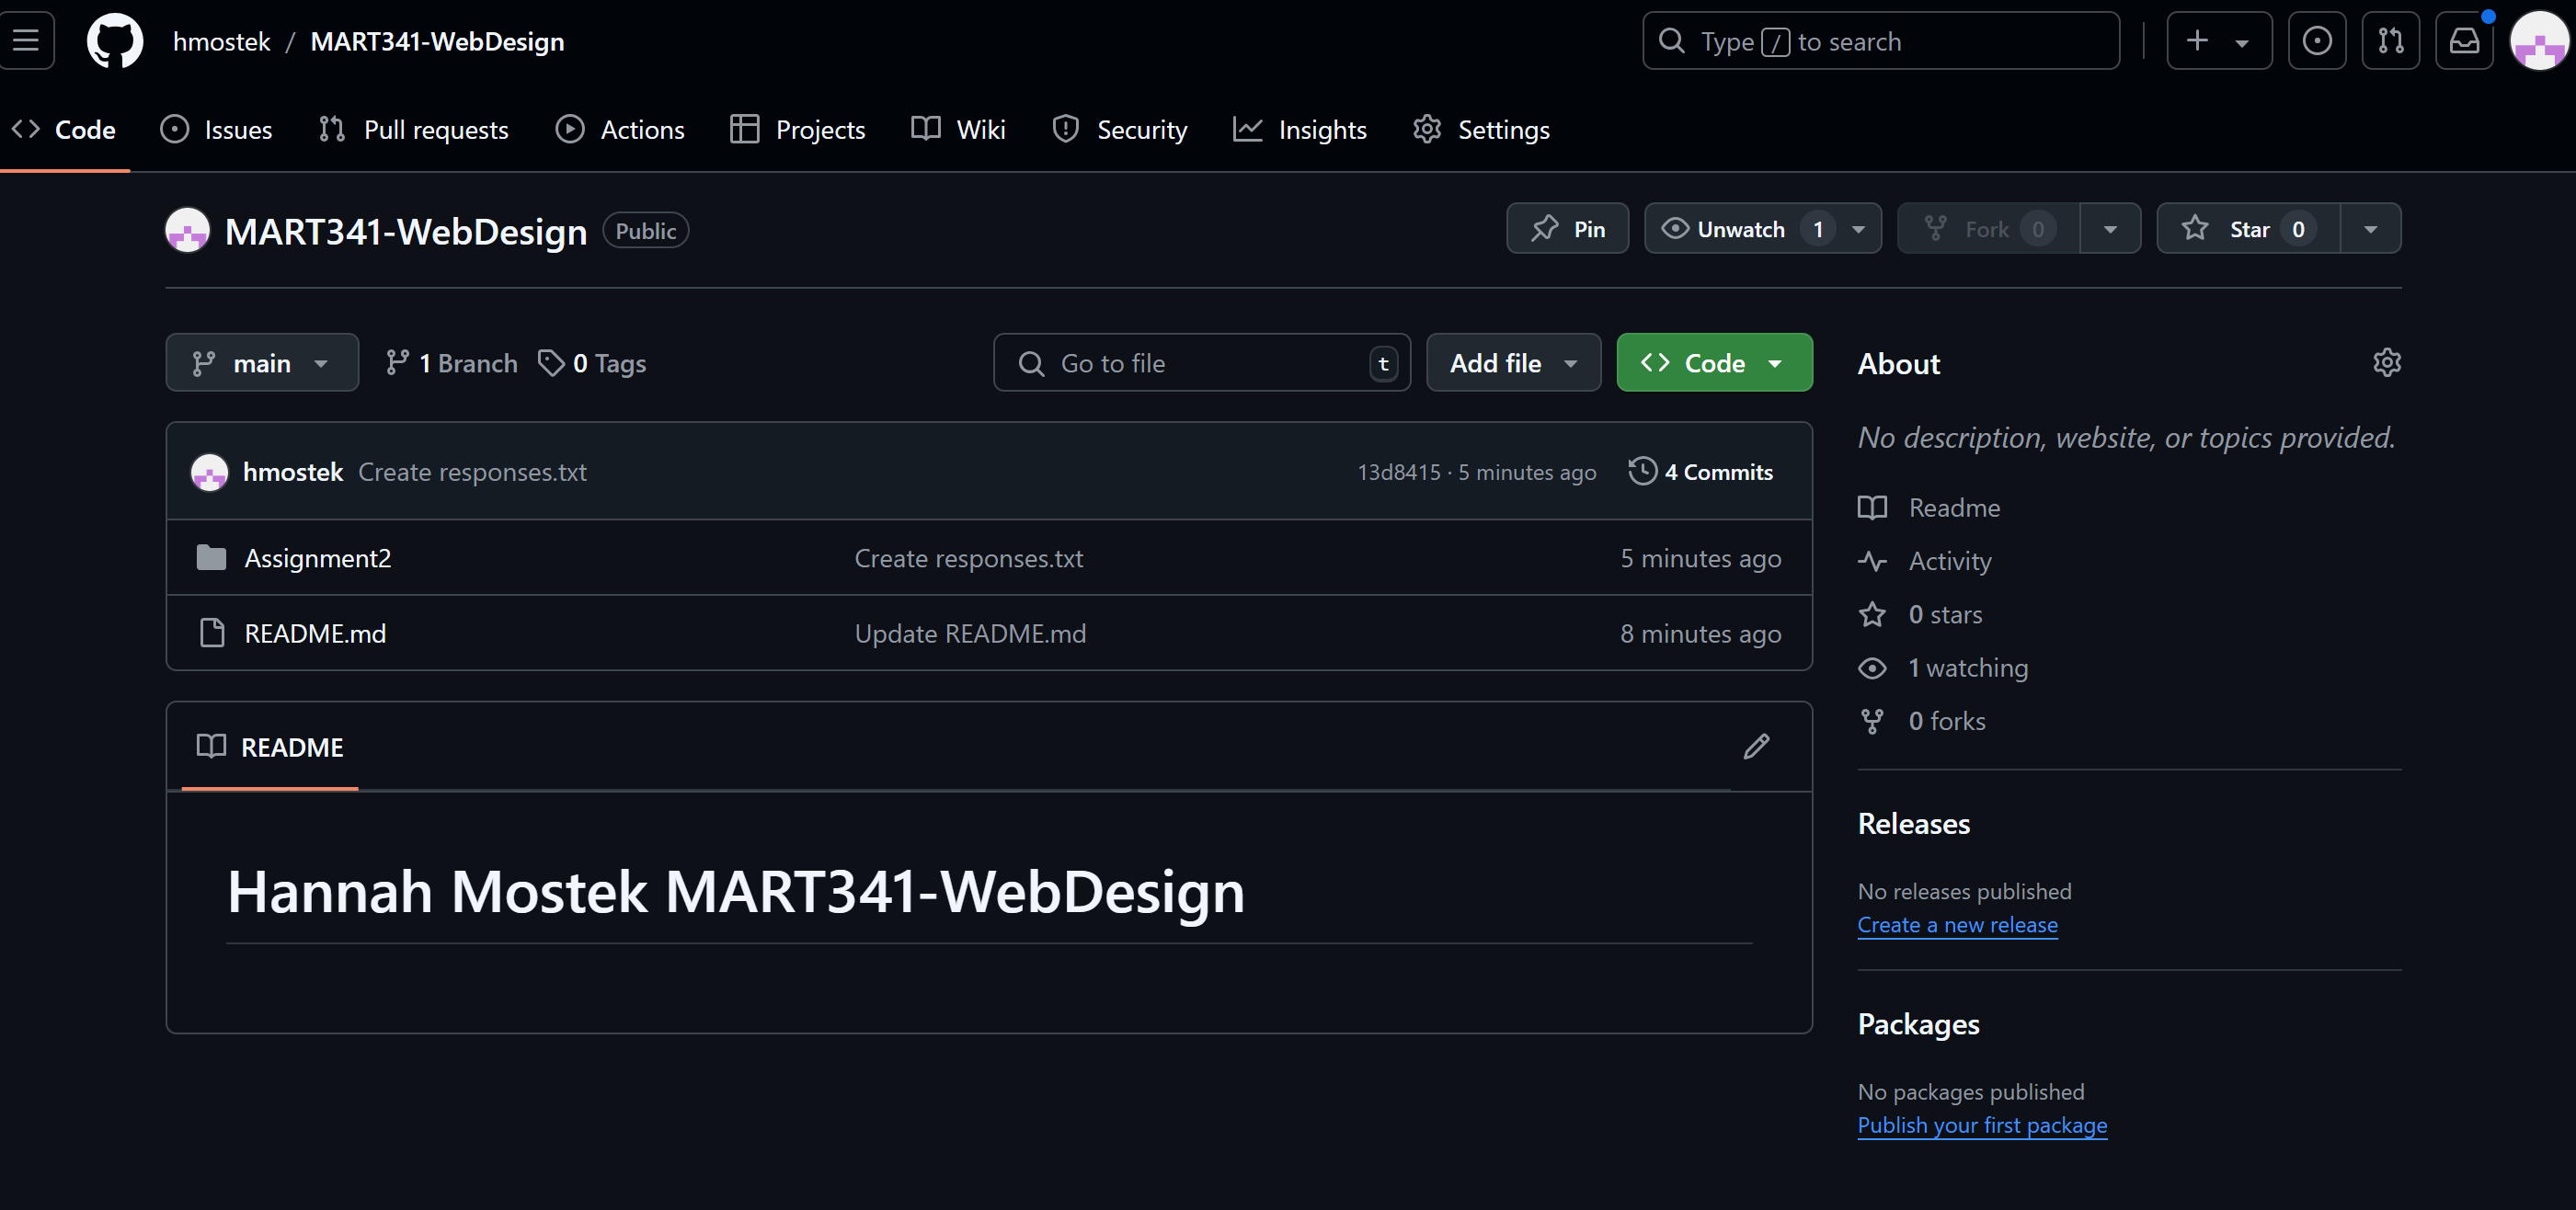 hmostek / MART341-WebDesign Type / to search
Code Issues Pull requests Actions Projects Wiki Security Insights Settings
MART341-WebDesign Public Pin Unwatch 1 Fork 0 Star 0
main 1 Branch 0 Tags Go to file t Add file Code
hmostek Create responses.txt 13d8415 · 5 minutes ago 4 Commits
Assignment2 Create responses.txt 5 minutes ago
README.md Update README.md 8 minutes ago
README
Hannah Mostek MART341-WebDesign
About
No description, website, or topics provided.
Readme
Activity
0 stars
1 watching
0 forks
Releases
No releases published
Create a new release
Packages
No packages published
Publish your first package